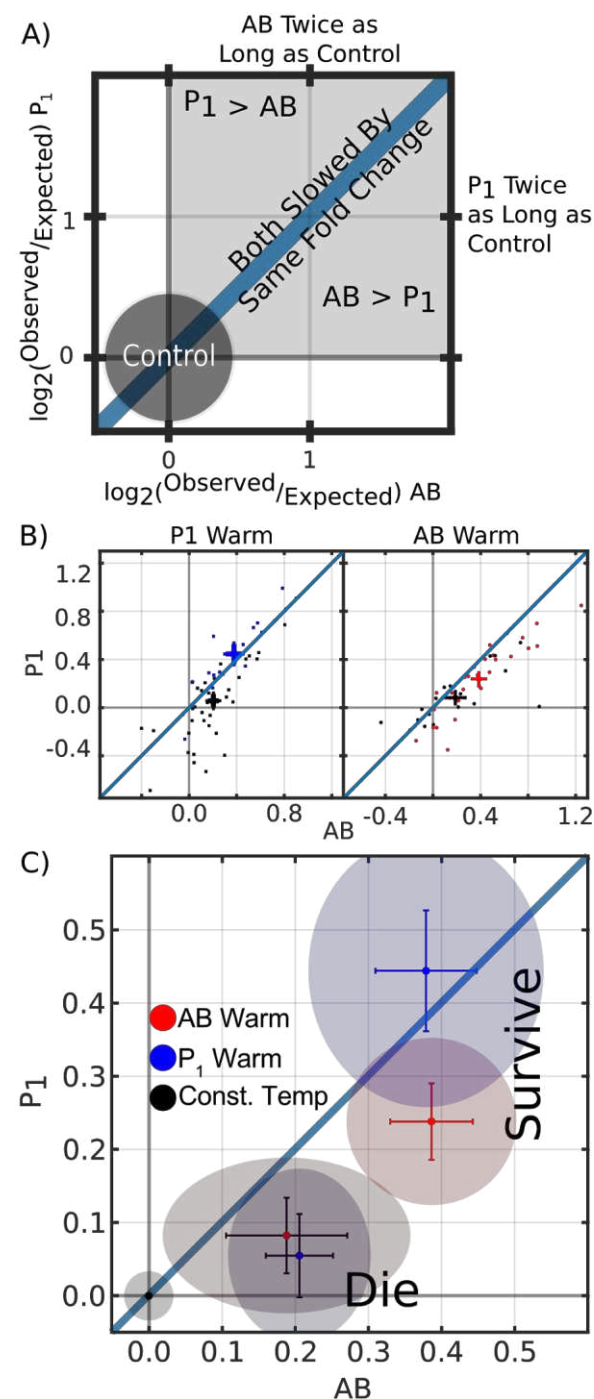 A)
AB Twice as
Long as Control
P1 > AB
Both Slowed By
Same Fold Change
AB > P1
Control
P1 Twice
as Long as
Control
log2(Observed/Expected) P1
1
0
0
1
log2(Observed/Expected) AB
B)
P1 Warm
AB Warm
P1
1.2
0.8
0.4
0.0
-0.4
0.0
0.8
-0.4
0.4
1.2
AB
C)
P1
0.5
0.4
0.3
0.2
0.1
0.0
AB Warm
P1 Warm
Const. Temp
Survive
Die
0.0
0.1
0.2
0.3
0.4
0.5
AB